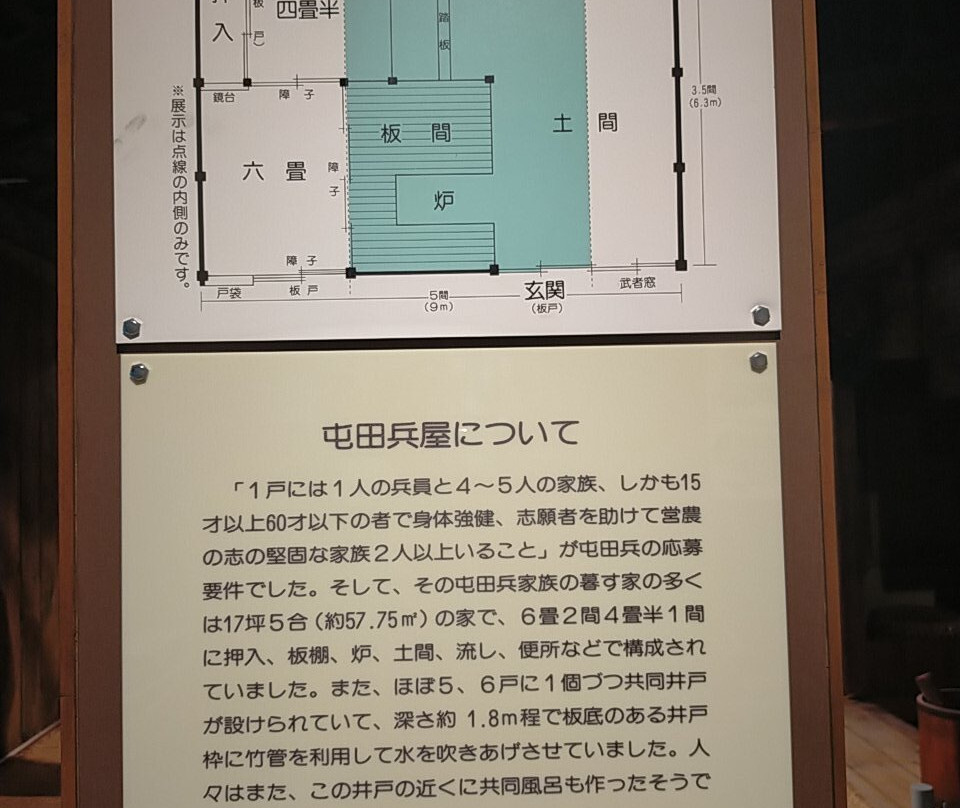 押入
板戸)
四畳半
踏板
鏡台
障子
3.5間
(6.3m)
※展示は点線の内側のみです。
板間
土間
六畳
障子
炉
障子
戸袋
板戸
5間
(9m)
玄関
(板戸)
武者窓
屯田兵屋について
「1戸には1人の兵員と4〜5人の家族、しかも15
才以上60才以下の者で身体強健、志願者を助けて営農
の志の堅固な家族2人以上いること」が屯田兵の応募
要件でした。そして、その屯田兵家族の暮す家の多く
は17坪5合(約57.75㎡)の家で、6畳2間4畳半1間
に押入、板棚、炉、土間、流し、便所などで構成され
ていました。また、ほぼ5、6戸に1個づつ共同井戸
が設けられていて、深さ約 1.8m程で板底のある井戸
枠に竹管を利用して水を吹きあげさせていました。人
々はまた、この井戸の近くに共同風呂も作ったそうで